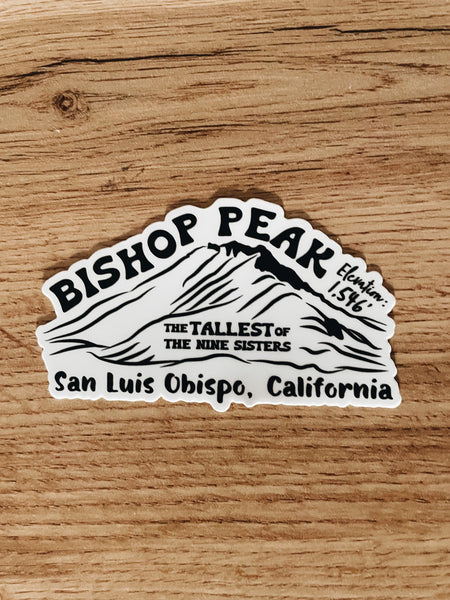 BISHOP PEAK
Elevation:
1,546'
THE TALLEST OF
THE NINE SISTERS
San Luis Obispo, California